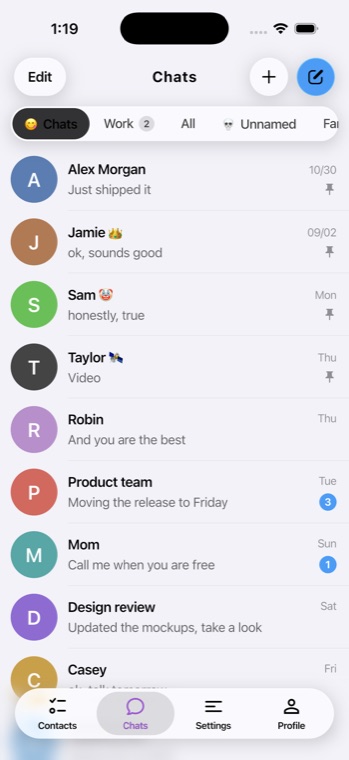 1:19
Edit
Chats
😋 Chats
Work 2
All
💀 Unnamed
Alex Morgan
10/30
Just shipped it
Jamie 👑
09/02
ok, sounds good
Sam 🤡
Mon
honestly, true
Taylor 🛰️
Thu
Video
Robin
Thu
And you are the best
Product team
Tue
Moving the release to Friday
3
Mom
Sun
Call me when you are free
1
Design review
Sat
Updated the mockups, take a look
Casey
Fri
A
J
S
T
R
P
M
D
C
Contacts
Chats
Settings
Profile